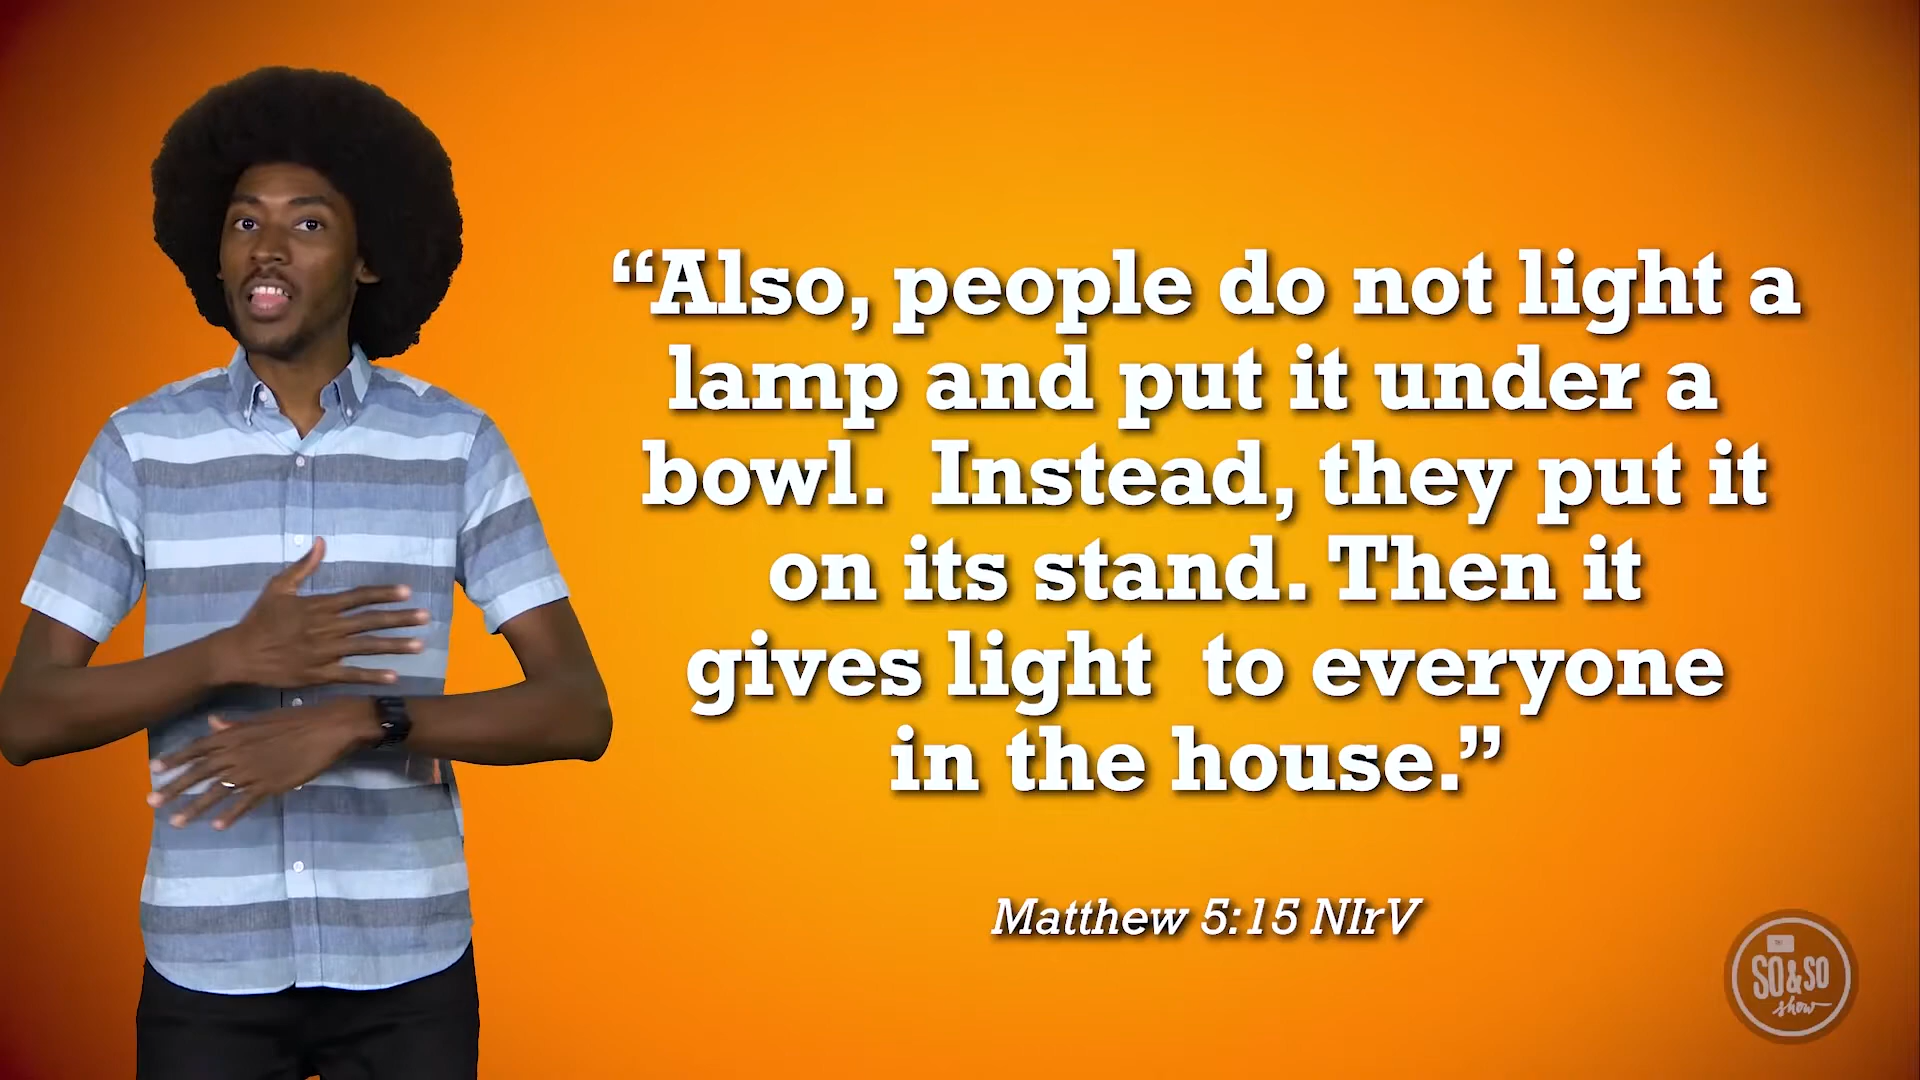 “Also, people do not light a
lamp and put it under a
bowl.  Instead, they put it
on its stand. Then it
gives light  to everyone
in the house.”
Matthew 5:15 NIrV
SO & SO
show